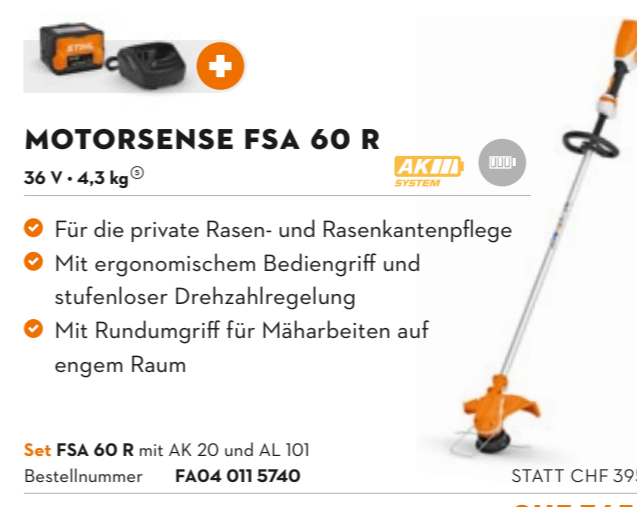 STIHL
MOTORSENSE FSA 60 R
36 V • 4,3 kg⑤
AK
SYSTEM
Für die private Rasen- und Rasenkantenpflege
Mit ergonomischem Bediengriff und
stufenloser Drehzahlregelung
Mit Rundumgriff für Mäharbeiten auf
engem Raum
Set FSA 60 R mit AK 20 und AL 101
Bestellnummer FA04 011 5740
STATT CHF 395